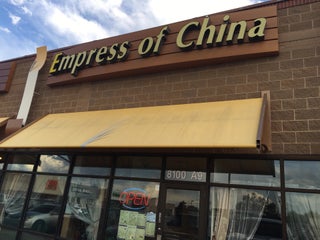 Empress of China
8100 A9
OPEN